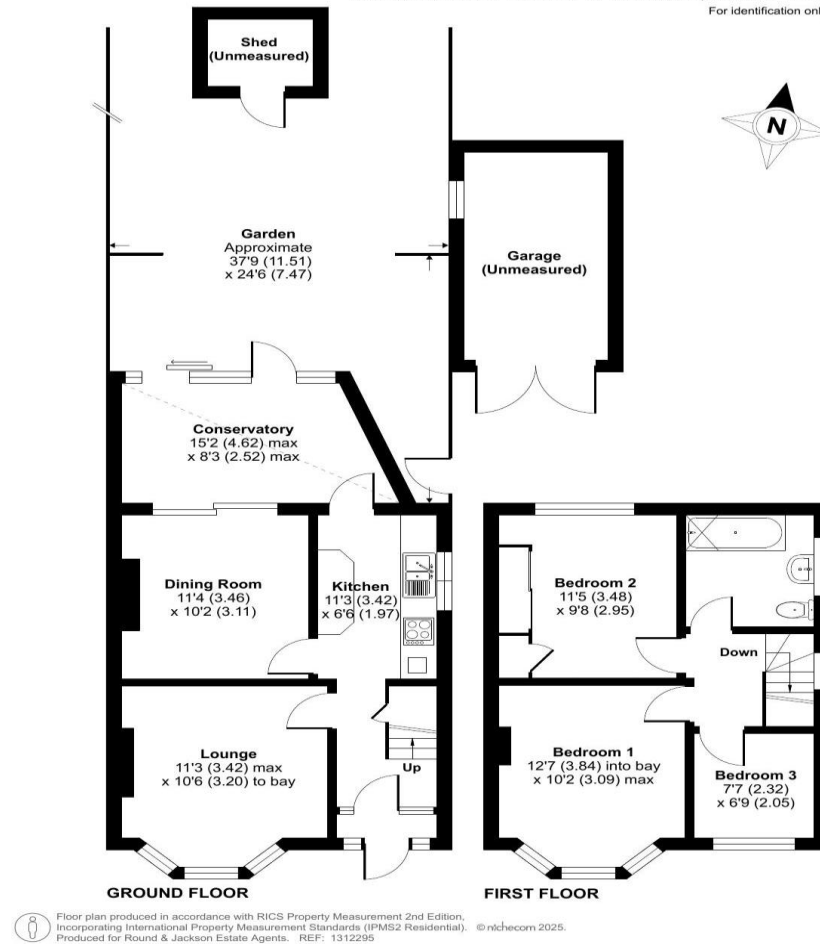 For identification onl
Shed
(Unmeasured)
N
Garden
Approximate
37'9 (11.51)
x 24'6 (7.47)
Garage
(Unmeasured)
Conservatory
15'2 (4.62) max
x 8'3 (2.52) max
Dining Room
11'4 (3.46)
x 10'2 (3.11)
Kitchen
11'3 (3.42)
x 6'6 (1.97)
Bedroom 2
11'5 (3.48)
x 9'8 (2.95)
Down
Lounge
11'3 (3.42) max
x 10'6 (3.20) to bay
Up
Bedroom 1
12'7 (3.84) into bay
x 10'2 (3.09) max
Bedroom 3
7'7 (2.32)
x 6'9 (2.05)
GROUND FLOOR
FIRST FLOOR
Floor plan produced in accordance with RICS Property Measurement 2nd Edition,
Incorporating International Property Measurement Standards (IPMS2 Residential). © nıchecom 2025.
Produced for Round & Jackson Estate Agents. REF: 1312295